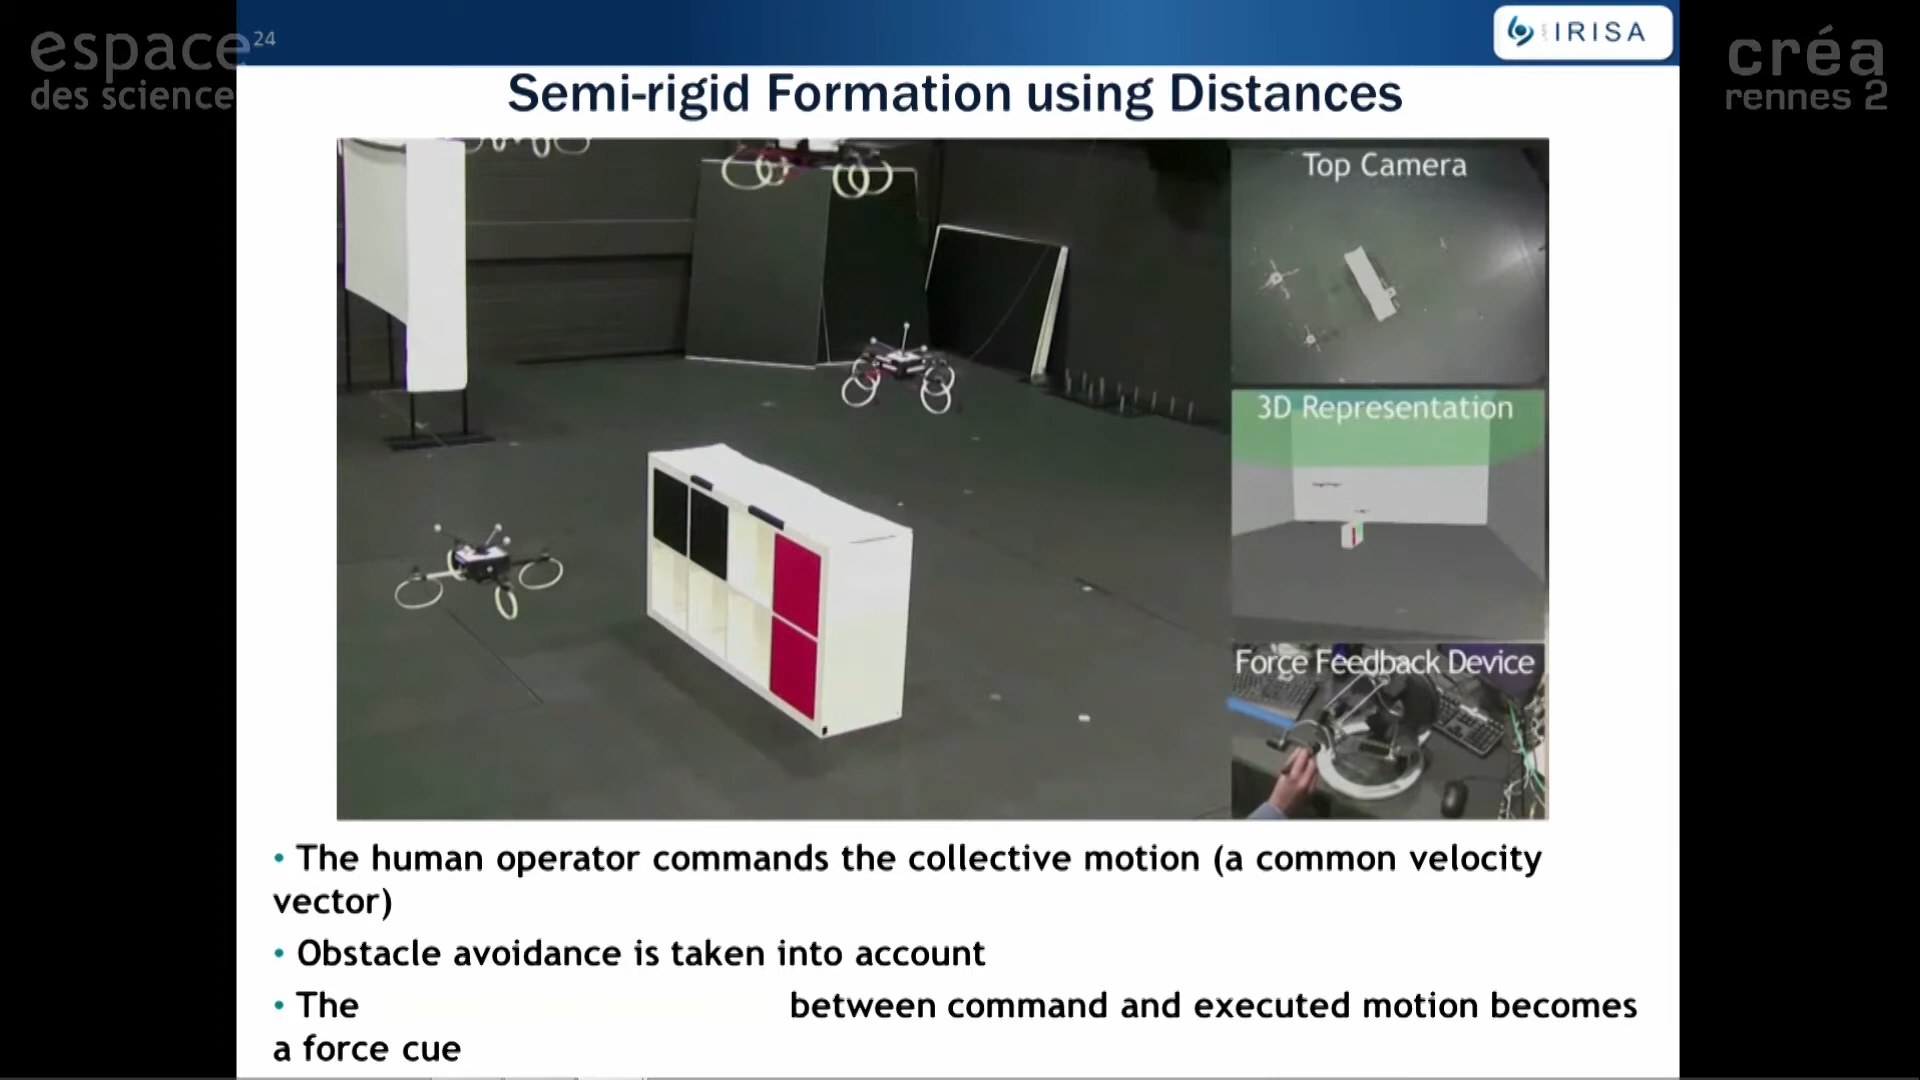 espace
des science
24
IRISA
créa
rennes 2
Semi-rigid Formation using Distances
Top Camera
3D Representation
Force Feedback Device
• The human operator commands the collective motion (a common velocity
vector)
• Obstacle avoidance is taken into account
• The between command and executed motion becomes
a force cue